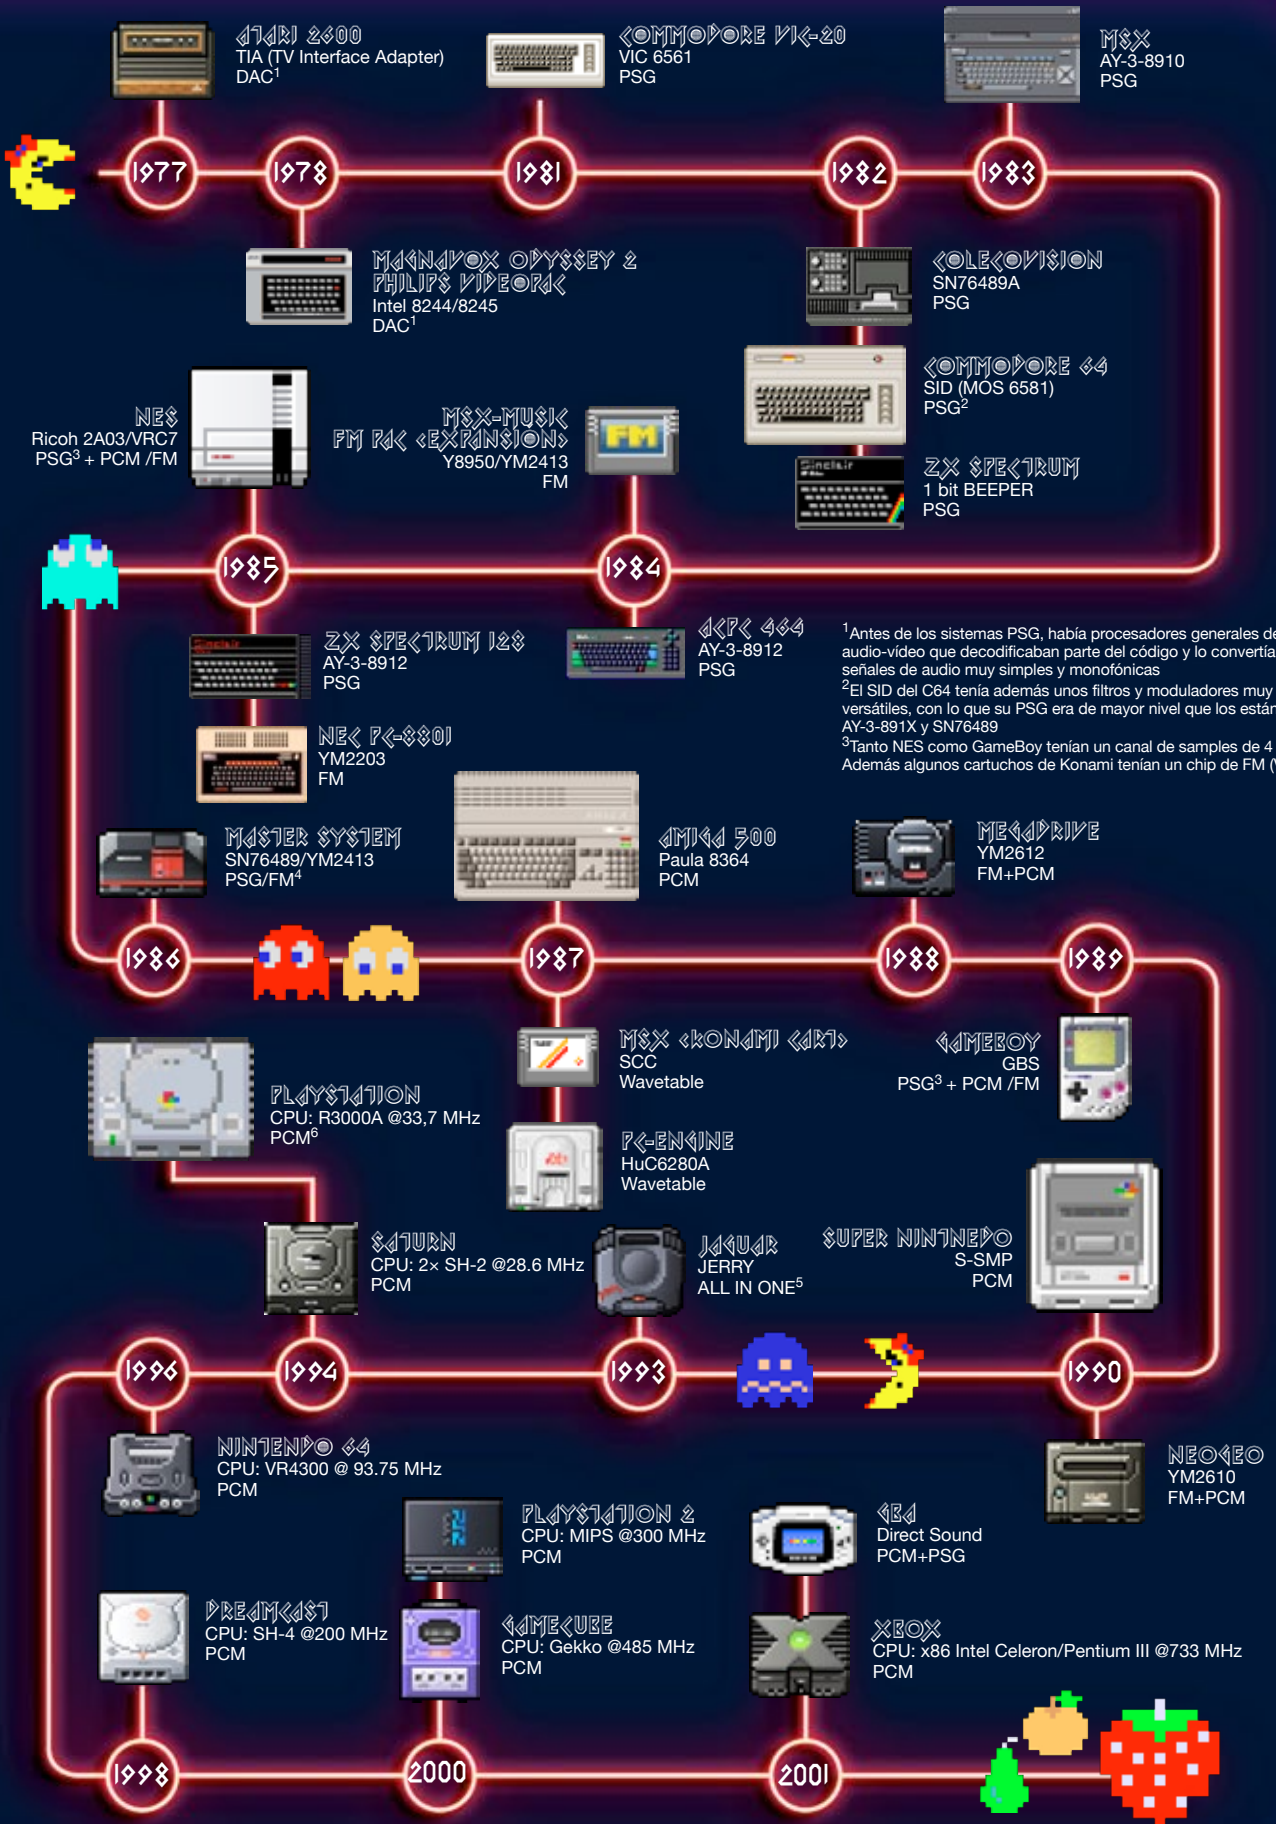 ATARI 2600
TIA (TV Interface Adapter)
DAC¹
COMMODORE VIC-20
VIC 6561
PSG
MSX
AY-3-8910
PSG
1977
1978
1981
1982
1983
MAGNAVOX ODYSSEY 2
PHILIPS VIDEOPAC
Intel 8244/8245
DAC¹
COLECOVISION
SN76489A
PSG
COMMODORE 64
SID (MOS 6581)
PSG²
ZX SPECTRUM
1 bit BEEPER
PSG
NES
Ricoh 2A03/VRC7
PSG³ + PCM /FM
MSX-MUSIC
FM PAC <EXPANSIÓN>
Y8950/YM2413
FM
FM
Sinclair
1985
1984
ZX SPECTRUM 128
AY-3-8912
PSG
Sinclair
NEC PC-8801
YM2203
FM
ACPC 464
AY-3-8912
PSG
¹Antes de los sistemas PSG, había procesadores generales de
audio-vídeo que decodificaban parte del código y lo convertía
señales de audio muy simples y monofónicas
²El SID del C64 tenía además unos filtros y moduladores muy
versátiles, con lo que su PSG era de mayor nivel que los están
AY-3-891X y SN76489
³Tanto NES como GameBoy tenían un canal de samples de 4
Además algunos cartuchos de Konami tenían un chip de FM (V
MASTER SYSTEM
SN76489/YM2413
PSG/FM⁴
AMIGA 500
Paula 8364
PCM
MEGADRIVE
YM2612
FM+PCM
1986
1987
1988
1989
MSX <KONAMI CART>
SCC
Wavetable
GAMEBOY
GBS
PSG³ + PCM /FM
PLAYSTATION
CPU: R3000A @33,7 MHz
PCM⁶
PC-ENGINE
HuC6280A
Wavetable
SATURN
CPU: 2× SH-2 @28.6 MHz
PCM
JAGUAR
JERRY
ALL IN ONE⁵
SUPER NINTNEDO
S-SMP
PCM
1996
1994
1993
1990
NINTENDO 64
CPU: VR4300 @ 93.75 MHz
PCM
NEOGEO
YM2610
FM+PCM
PLAYSTATION 2
CPU: MIPS @300 MHz
PCM
GBA
Direct Sound
PCM+PSG
DREAMCAST
CPU: SH-4 @200 MHz
PCM
GAMECUBE
CPU: Gekko @485 MHz
PCM
XBOX
CPU: x86 Intel Celeron/Pentium III @733 MHz
PCM
1998
2000
2001